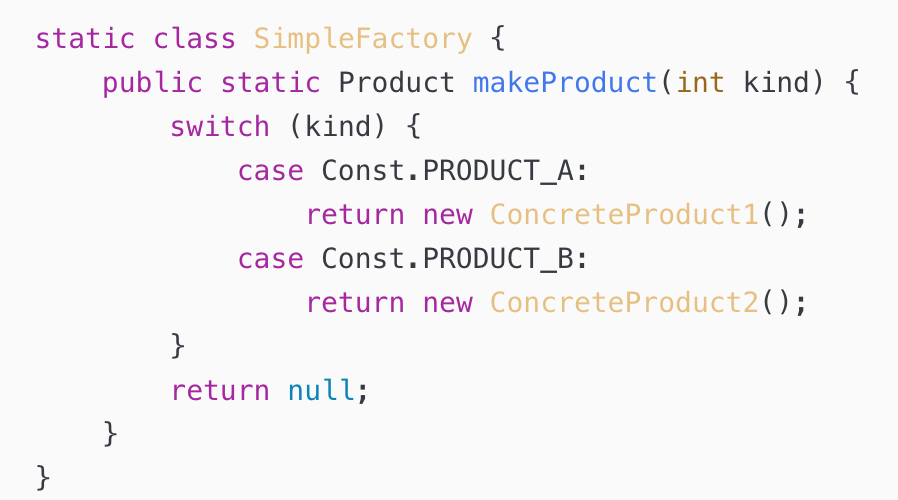 static class SimpleFactory {
    public static Product makeProduct(int kind) {
        switch (kind) {
            case Const.PRODUCT_A:
                return new ConcreteProduct1();
            case Const.PRODUCT_B:
                return new ConcreteProduct2();
        }
        return null;
    }
}